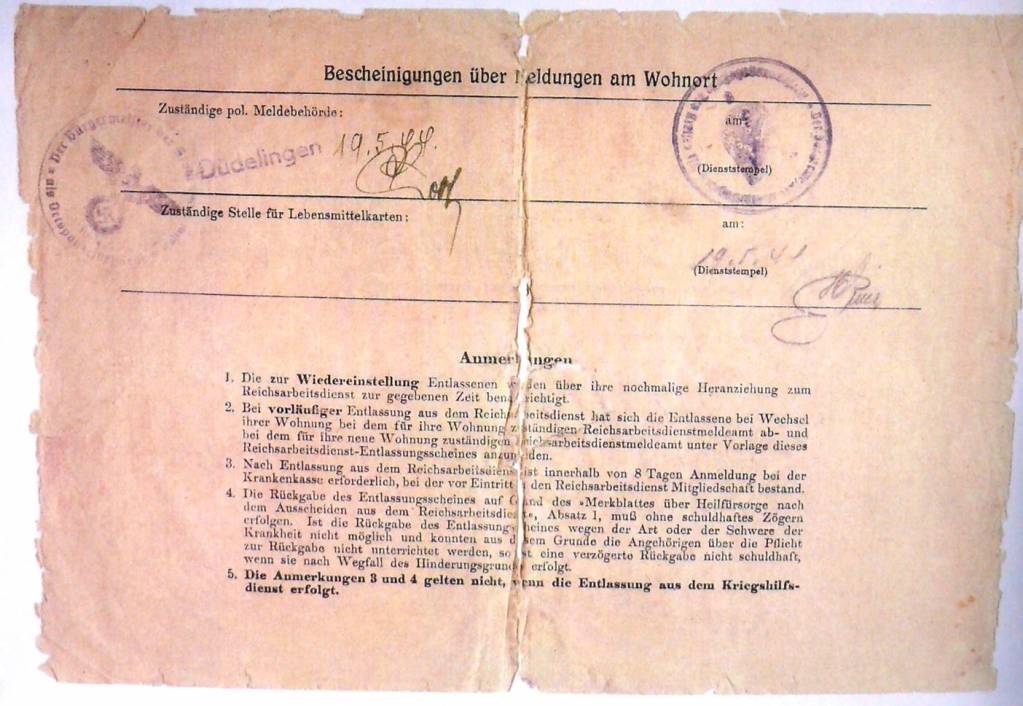 Bescheinigungen über Meldungen am Wohnort
Zuständige pol. Meldebehörde:
am:
Der Bürgermeister der
als Ortspolizeibehörde
Düdelingen
19.5.44.
(Dienststempel)
Zuständige Stelle für Lebensmittelkarten:
am:
19.5.44
(Dienststempel)
Anmerkungen
1. Die zur Wiedereinstellung Entlassenen werden über ihre nochmalige Heranziehung zum
Reichsarbeitsdienst zur gegebenen Zeit benachrichtigt.
2. Bei vorläufiger Entlassung aus dem Reichsarbeitsdienst hat sich die Entlassene bei Wechsel
ihrer Wohnung bei dem für ihre Wohnung zuständigen Reichsarbeitsdienstmeldeamt ab- und
bei dem für ihre neue Wohnung zuständigen Reichsarbeitsdienstmeldeamt unter Vorlage dieses
Reichsarbeitsdienst-Entlassungsscheines anzumelden.
3. Nach Entlassung aus dem Reichsarbeitsdienst ist innerhalb von 8 Tagen Anmeldung bei der
Krankenkasse erforderlich, bei der vor Eintritt in den Reichsarbeitsdienst Mitgliedschaft bestand.
4. Die Rückgabe des Entlassungsscheines auf Grund des »Merkblattes über Heilfürsorge nach
dem Ausscheiden aus dem Reichsarbeitsdienst«, Absatz 1, muß ohne schuldhaftes Zögern
erfolgen. Ist die Rückgabe des Entlassungsscheines wegen der Art oder der Schwere der
Krankheit nicht möglich und konnten aus diesem Grunde die Angehörigen über die Pflicht
zur Rückgabe nicht unterrichtet werden, so ist eine verzögerte Rückgabe nicht schuldhaft,
wenn sie nach Wegfall des Hinderungsgrundes erfolgt.
5. Die Anmerkungen 3 und 4 gelten nicht, wenn die Entlassung aus dem Kriegshilfs-
dienst erfolgt.